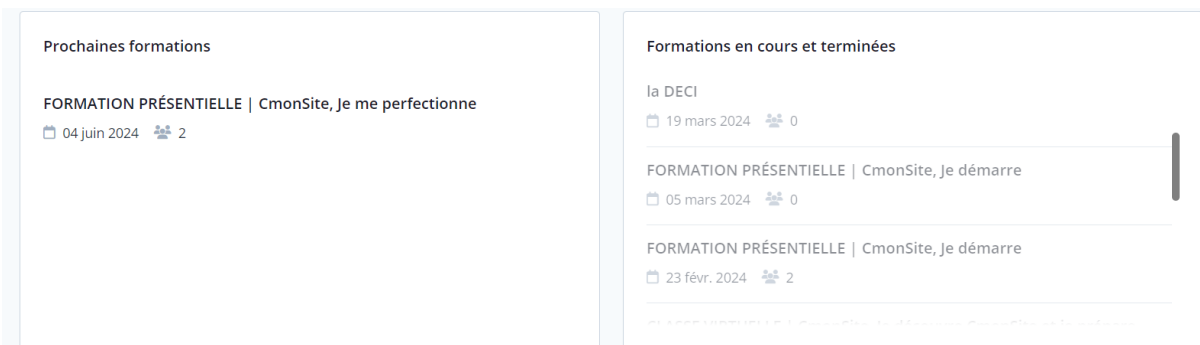 Prochaines formations
FORMATION PRÉSENTIELLE | CmonSite, Je me perfectionne
04 juin 2024 2
Formations en cours et terminées
la DECI
19 mars 2024 0
FORMATION PRÉSENTIELLE | CmonSite, Je démarre
05 mars 2024 0
FORMATION PRÉSENTIELLE | CmonSite, Je démarre
23 févr. 2024 2